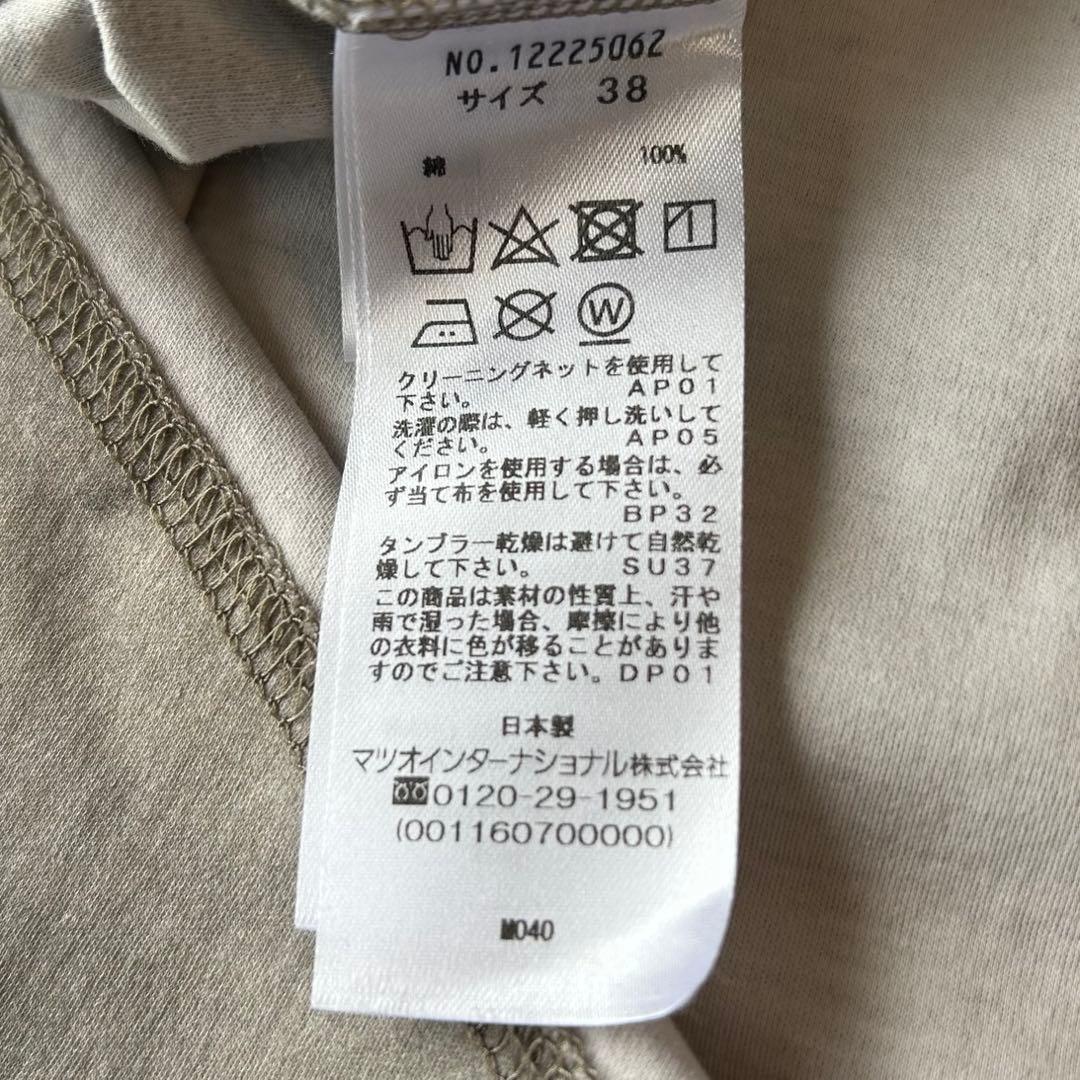 NO.12225062
サイズ 38
綿 100%
W
クリーニングネットを使用して
下さい。 AP01
洗濯の際は、軽く押し洗いして
ください。 AP05
アイロンを使用する場合は、必
ず当て布を使用して下さい。
BP32
タンブラー乾燥は避けて自然乾
燥して下さい。 SU37
この商品は素材の性質上、汗や
雨で湿った場合、摩擦により他
の衣料に色が移ることがありま
すのでご注意下さい。DP01
日本製
マツオインターナショナル株式会社
0120-29-1951
(001160700000)
M040